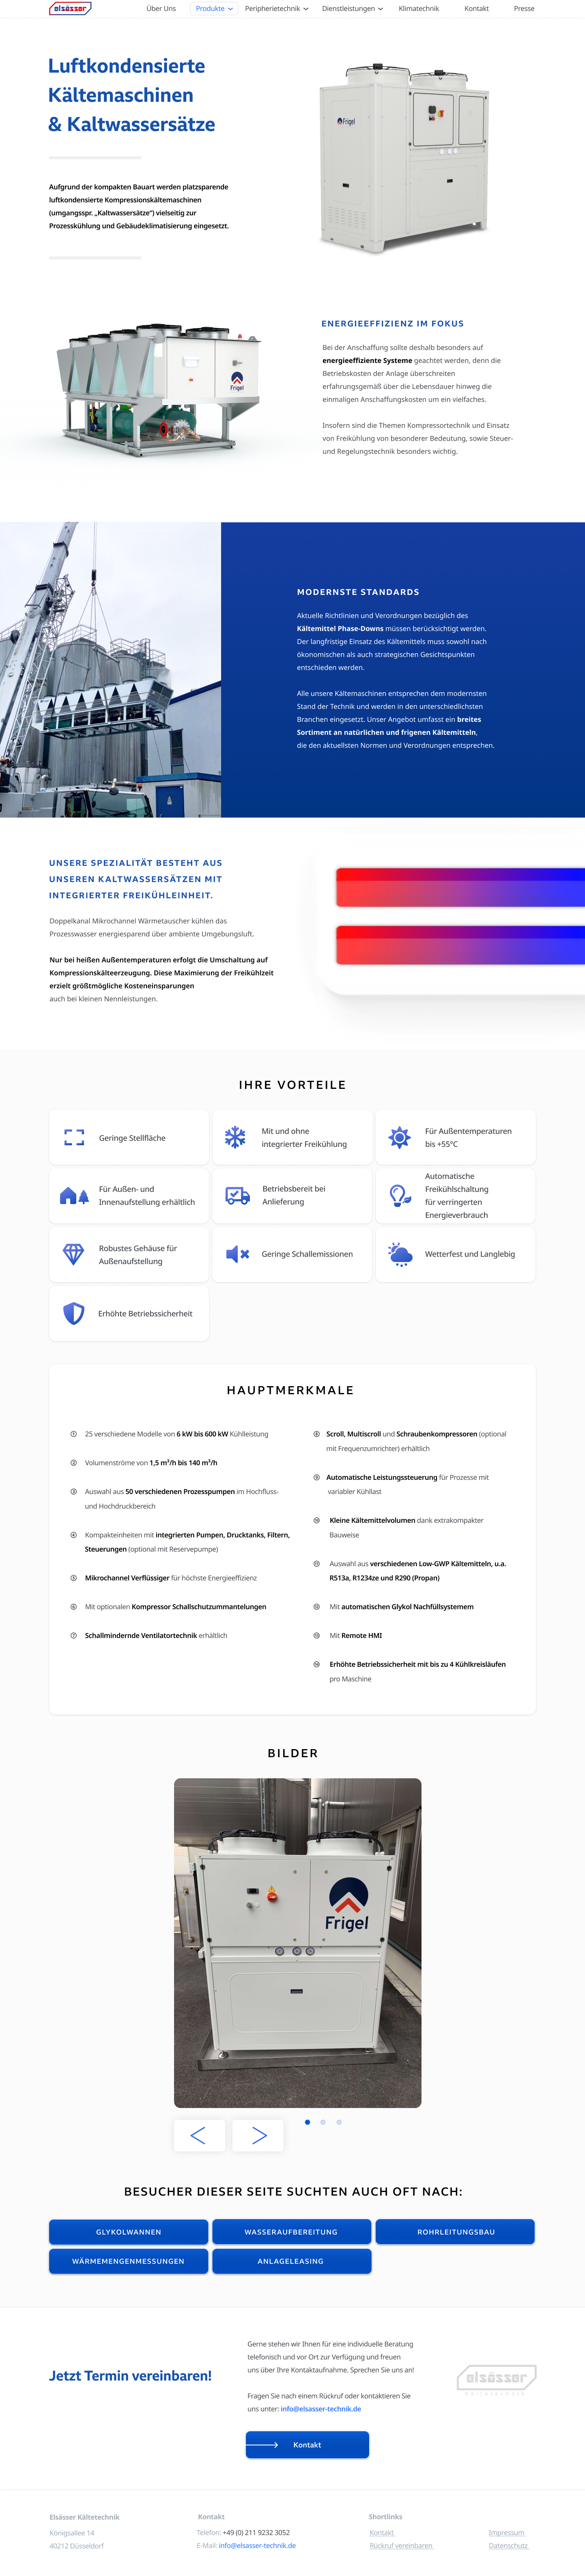 elsässer
Über Uns
Produkte
Peripherietechnik
Dienstleistungen
Klimatechnik
Kontakt
Presse
Luftkondensierte
Kältemaschinen
& Kaltwassersätze
Aufgrund der kompakten Bauart werden platzsparende
luftkondensierte Kompressionskältemaschinen
(umgangsspr. „Kaltwassersätze“) vielseitig zur
Prozesskühlung und Gebäudeklimatisierung eingesetzt.
Frigel
Frigel
ENERGIEEFFIZIENZ IM FOKUS
Bei der Anschaffung sollte deshalb besonders auf
energieeffiziente Systeme geachtet werden, denn die
Betriebskosten der Anlage überschreiten
erfahrungsgemäß über die Lebensdauer hinweg die
einmaligen Anschaffungskosten um ein vielfaches.
Insofern sind die Themen Kompressortechnik und Einsatz
von Freikühlung von besonderer Bedeutung, sowie Steuer-
und Regelungstechnik besonders wichtig.
MODERNSTE STANDARDS
Aktuelle Richtlinien und Verordnungen bezüglich des
Kältemittel Phase-Downs müssen berücksichtigt werden.
Der langfristige Einsatz des Kältemittels muss sowohl nach
ökonomischen als auch strategischen Gesichtspunkten
entschieden werden.
Alle unsere Kältemaschinen entsprechen dem modernsten
Stand der Technik und werden in den unterschiedlichsten
Branchen eingesetzt. Unser Angebot umfasst ein breites
Sortiment an natürlichen und frigenen Kältemitteln,
die den aktuellsten Normen und Verordnungen entsprechen.
UNSERE SPEZIALITÄT BESTEHT AUS
UNSEREN KALTWASSERSÄTZEN MIT
INTEGRIERTER FREIKÜHLEINHEIT.
Doppelkanal Mikrochannel Wärmetauscher kühlen das
Prozesswasser energiesparend über ambiente Umgebungsluft.
Nur bei heißen Außentemperaturen erfolgt die Umschaltung auf
Kompressionskälteerzeugung. Diese Maximierung der Freikühlzeit
erzielt größtmögliche Kosteneinsparungen
auch bei kleinen Nennleistungen.
IHRE VORTEILE
Geringe Stellfläche
Mit und ohne
integrierter Freikühlung
Für Außentemperaturen
bis +55°C
Für Außen- und
Innenaufstellung erhältlich
Betriebsbereit bei
Anlieferung
Automatische
Freikühlschaltung
für verringerten
Energieverbrauch
Robustes Gehäuse für
Außenaufstellung
Geringe Schallemissionen
Wetterfest und Langlebig
Erhöhte Betriebssicherheit
HAUPTMERKMALE
① 25 verschiedene Modelle von 6 kW bis 600 kW Kühlleistung
② Volumenströme von 1,5 m³/h bis 140 m³/h
③ Auswahl aus 50 verschiedenen Prozesspumpen im Hochfluss-
und Hochdruckbereich
④ Kompakteinheiten mit integrierten Pumpen, Drucktanks, Filtern,
Steuerungen (optional mit Reservepumpe)
⑤ Mikrochannel Verflüssiger für höchste Energieeffizienz
⑥ Mit optionalen Kompressor Schallschutzummantelungen
⑦ Schallmindernde Ventilatortechnik erhältlich
⑧ Scroll, Multiscroll und Schraubenkompressoren (optional
mit Frequenzumrichter) erhältlich
⑨ Automatische Leistungssteuerung für Prozesse mit
variabler Kühllast
⑩ Kleine Kältemittelvolumen dank extrakompakter
Bauweise
⑪ Auswahl aus verschiedenen Low-GWP Kältemitteln, u.a.
R513a, R1234ze und R290 (Propan)
⑫ Mit automatischen Glykol Nachfüllsystemem
⑬ Mit Remote HMI
⑭ Erhöhte Betriebssicherheit mit bis zu 4 Kühlkreisläufen
pro Maschine
BILDER
Frigel
BESUCHER DIESER SEITE SUCHTEN AUCH OFT NACH:
GLYKOLWANNEN
WASSERAUFBEREITUNG
ROHRLEITUNGSBAU
WÄRMEMENGENMESSUNGEN
ANLAGELEASING
Jetzt Termin vereinbaren!
Gerne stehen wir Ihnen für eine individuelle Beratung
telefonisch und vor Ort zur Verfügung und freuen
uns über Ihre Kontaktaufnahme. Sprechen Sie uns an!
Fragen Sie nach einem Rückruf oder kontaktieren Sie
uns unter: info@elsasser-technik.de
Kontakt
elsässer
kältetechnik
Elsässer Kältetechnik
Königsallee 14
40212 Düsseldorf
Kontakt
Telefon: +49 (0) 211 9232 3052
E-Mail: info@elsasser-technik.de
Shortlinks
Kontakt
Rückruf vereinbaren
Impressum
Datenschutz